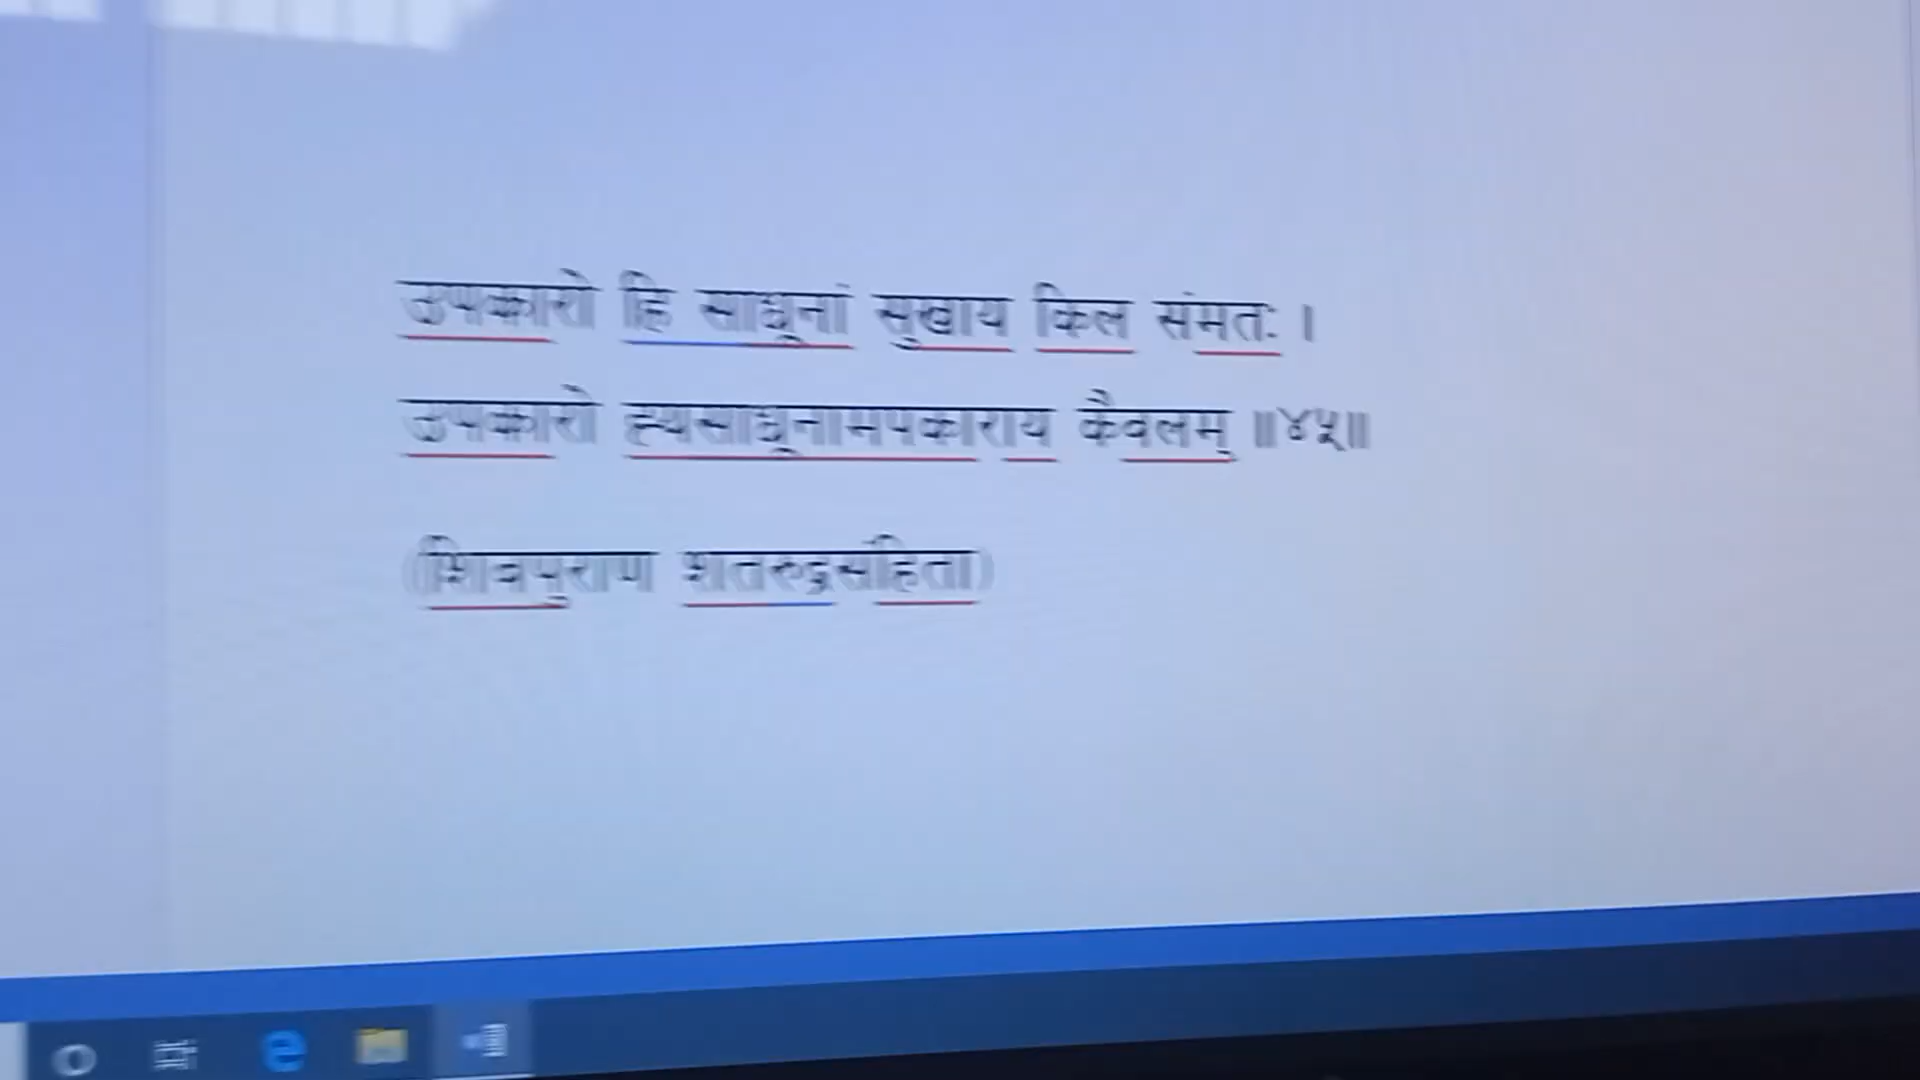 उपकारो हि साधूनां सुखाय किल संमतः ।
उपकारो ह्यसाधूनामपकाराय कैवलम् ॥४५॥
(शिवपुराण शतरुद्रसंहिता)